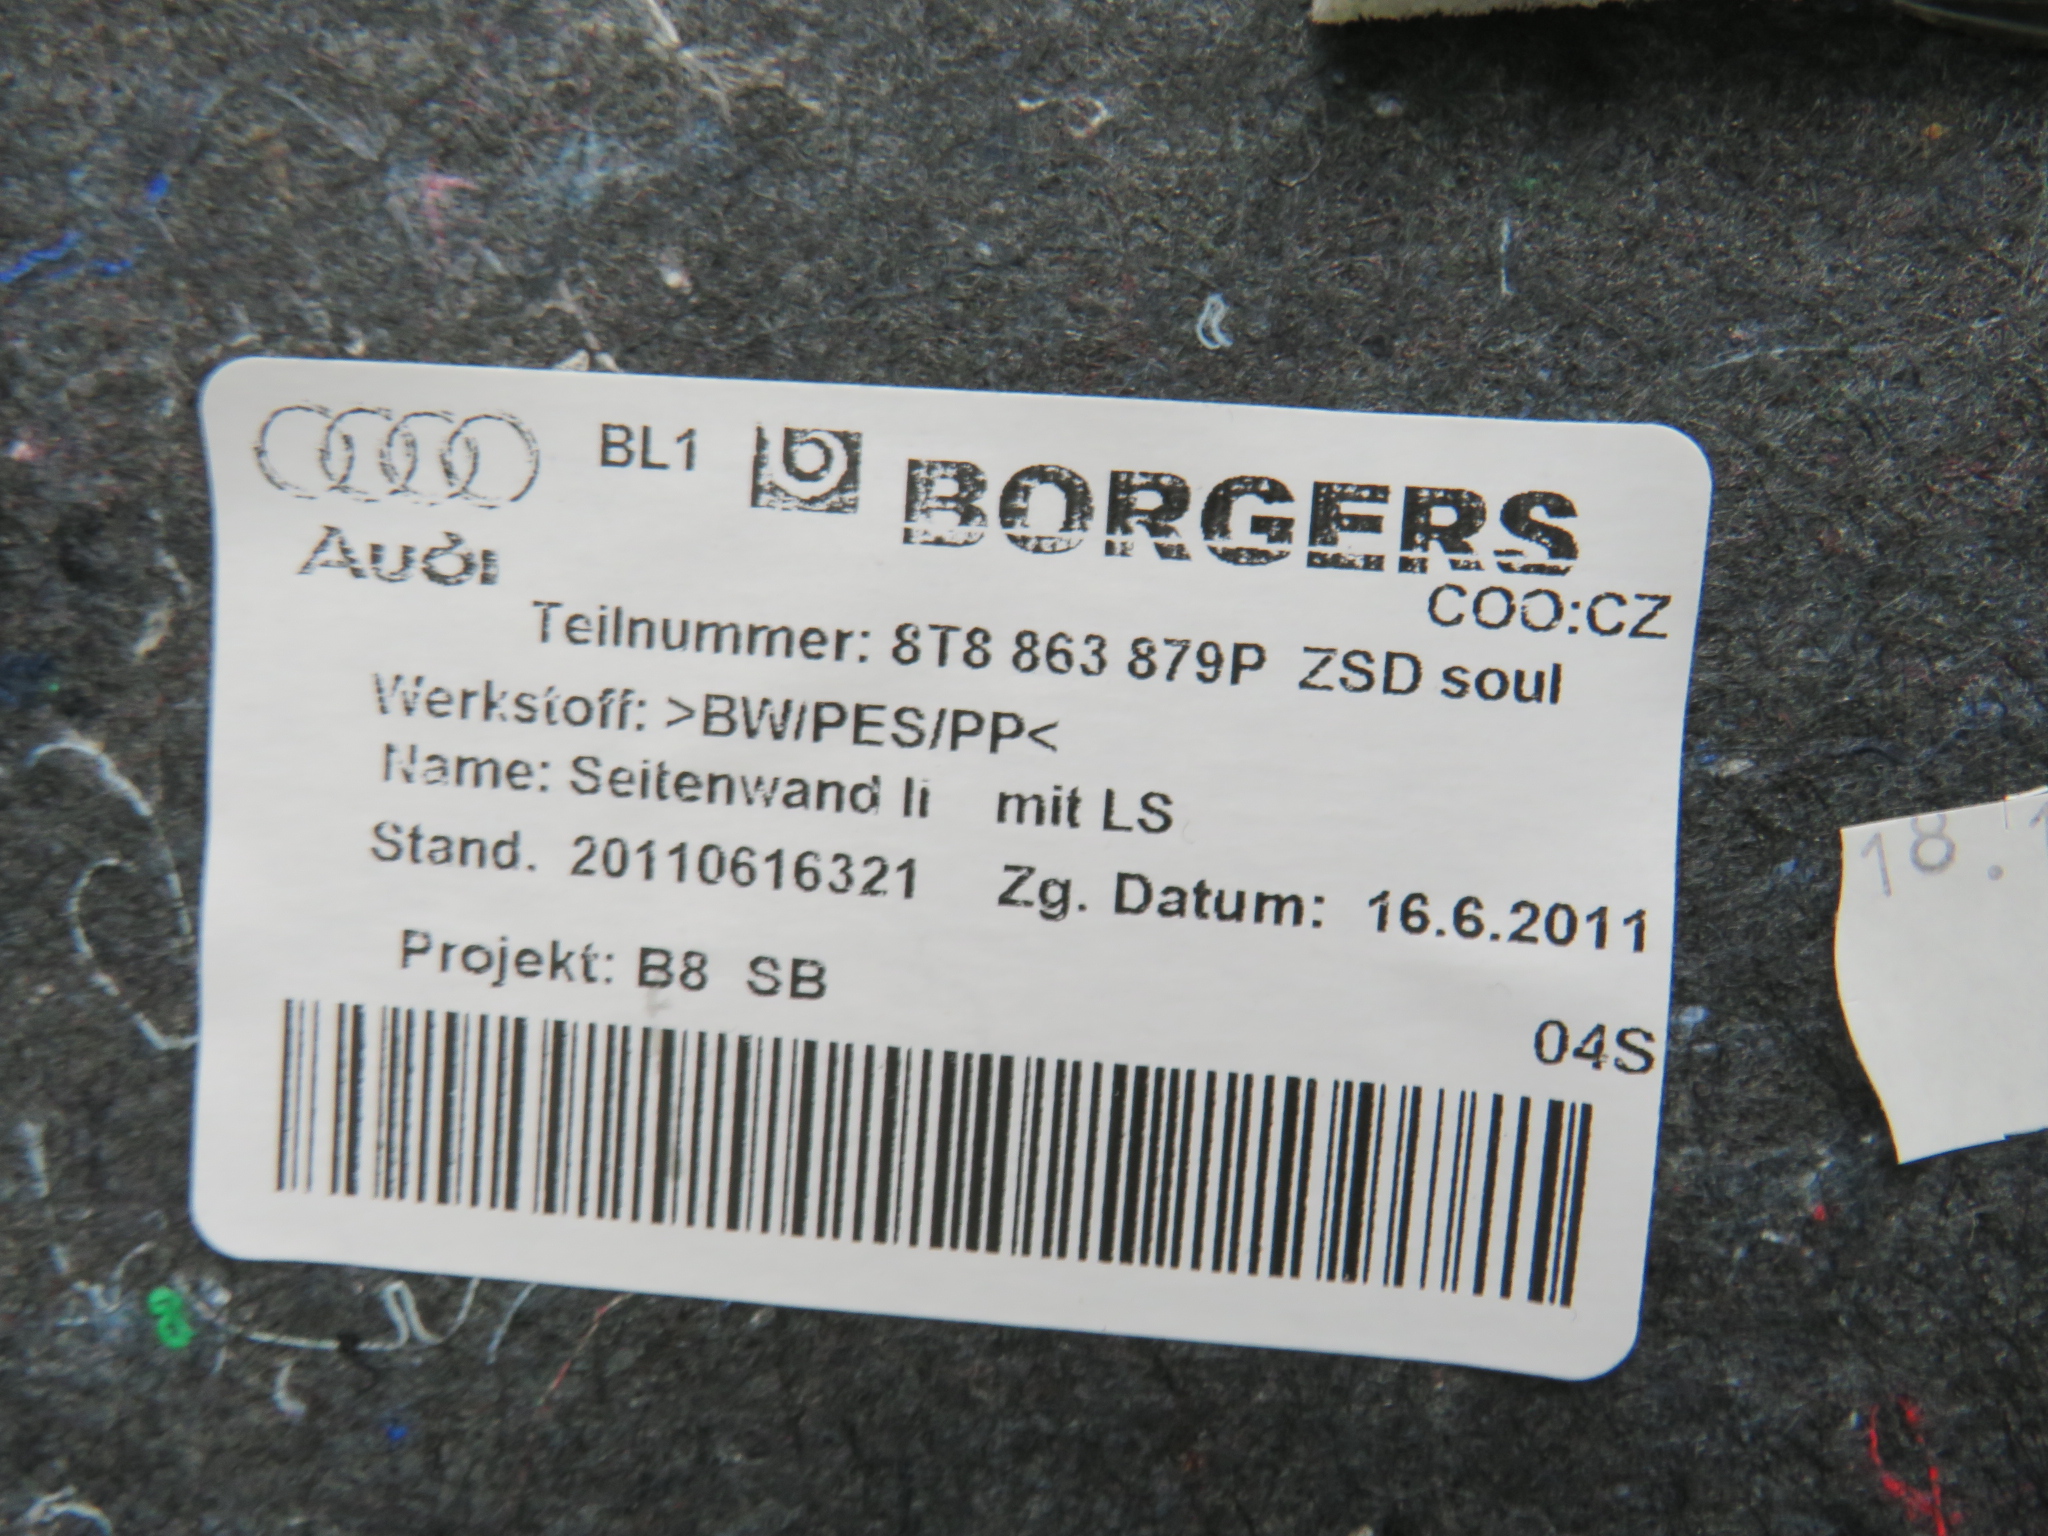 BL1 BORGERS
Audi
COO:CZ
Teilnummer: 8T8 863 879P ZSD soul
Werkstoff: >BW/PES/PP<
Name: Seitenwand li mit LS
Stand. 20110616321 Zg. Datum: 16.6.2011
Projekt: B8 SB
04S
18.